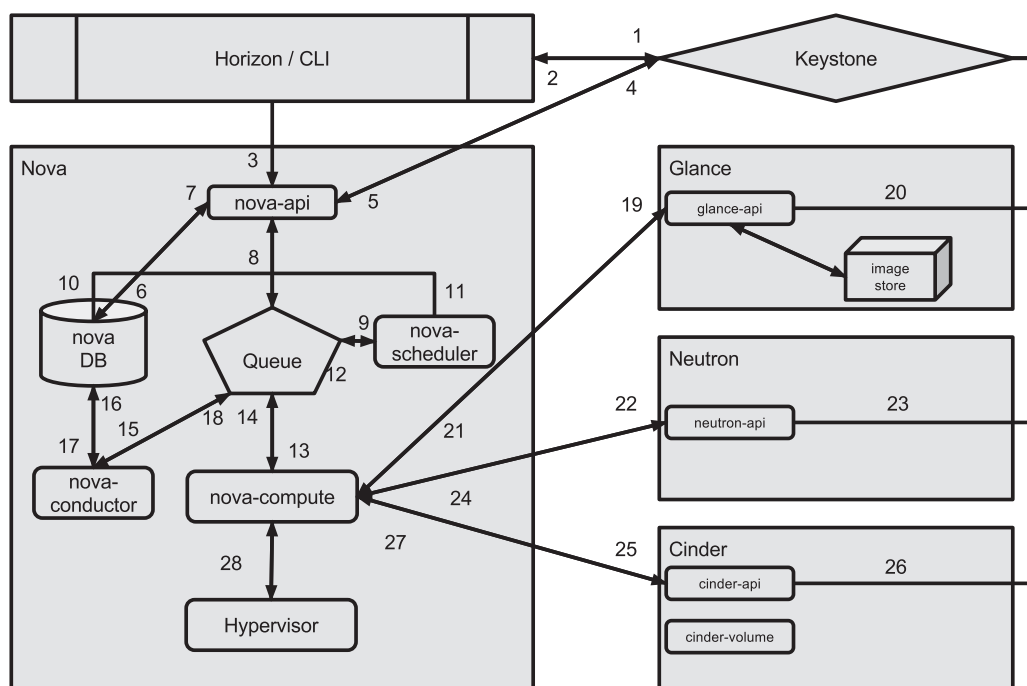 Horizon / CLI
1
2
4
Keystone
Nova
3
7
nova-api
5
Glance
19
glance-api
20
image
store
8
10
6
11
nova
DB
9
nova-
scheduler
Queue
12
Neutron
16
15
18
14
21
22
neutron-api
23
17
13
nova-
conductor
nova-compute
24
27
28
Hypervisor
25
Cinder
cinder-api
26
cinder-volume